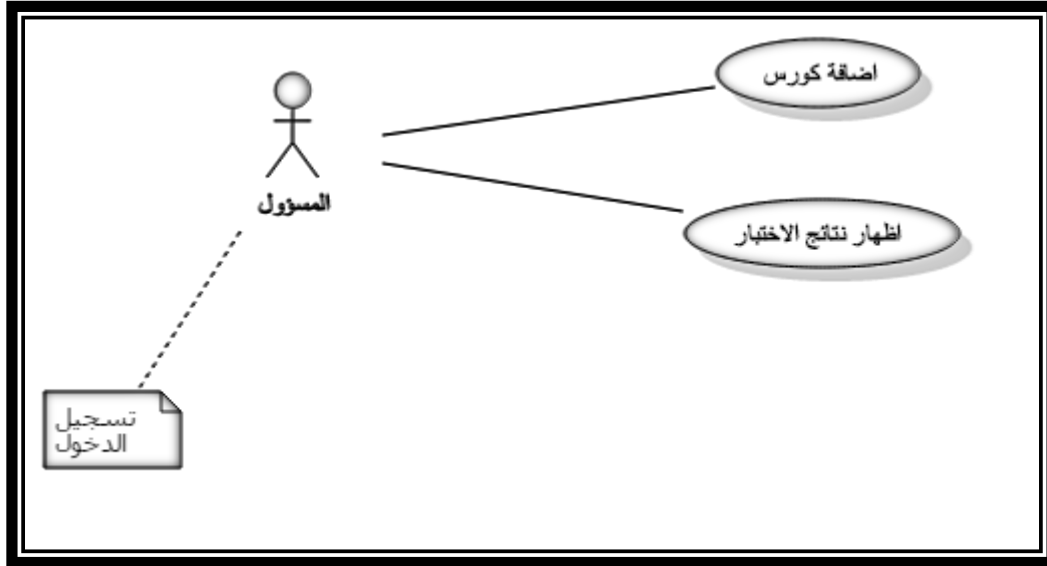 اضافة كورس
المسؤول
اظهار نتائج الاختبار
تسجيل
الدخول